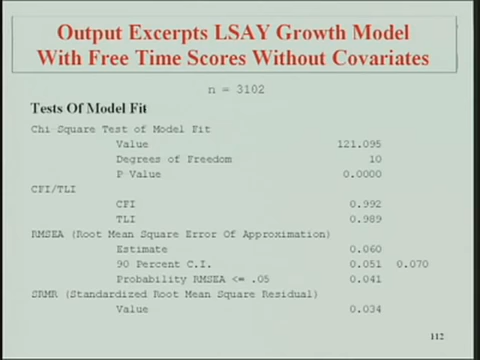 Output Excerpts LSAY Growth Model
With Free Time Scores Without Covariates
n = 3102
Tests Of Model Fit
Chi Square Test of Model Fit
Value 121.095
Degrees of Freedom 10
P Value 0.0000
CFI/TLI
CFI 0.992
TLI 0.989
RMSEA (Root Mean Square Error Of Approximation)
Estimate 0.060
90 Percent C.I. 0.051 0.070
Probability RMSEA <= .05 0.041
SRMR (Standardized Root Mean Square Residual)
Value 0.034
112